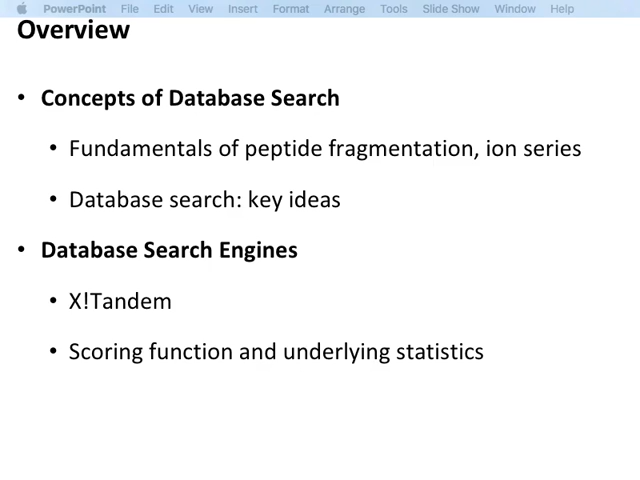 PowerPoint File Edit View Insert Format Arrange Tools Slide Show Window Help
Overview
• Concepts of Database Search
• Fundamentals of peptide fragmentation, ion series
• Database search: key ideas
• Database Search Engines
• X!Tandem
• Scoring function and underlying statistics